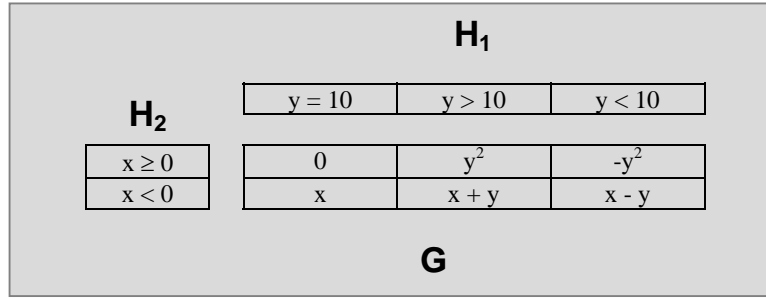 H₁
y = 10 y > 10 y < 10
H₂
x ≥ 0 0 y² -y²
x < 0 x x + y x - y
G